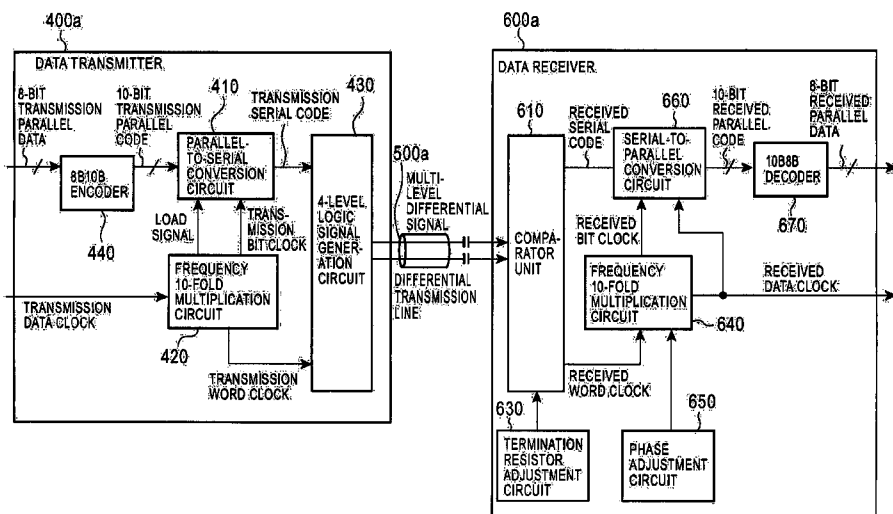 400a
DATA TRANSMITTER
8-BIT
TRANSMISSION
PARALLEL
DATA
10-BIT
TRANSMISSION
PARALLEL
CODE
410
TRANSMISSION
SERIAL CODE
430
8B10B
ENCODER
440
PARALLEL-
TO-SERIAL
CONVERSION
CIRCUIT
LOAD
SIGNAL
TRANS-
MISSION
BIT CLOCK
4-LEVEL
LOGIC
SIGNAL
GENER-
ATION
CIRCUIT
TRANSMISSION
DATA CLOCK
FREQUENCY
10-FOLD
MULTIPLICATION
CIRCUIT
420
TRANSMISSION
WORD CLOCK
500a
MULTI-
LEVEL
DIFFERENTIAL
SIGNAL
DIFFERENTIAL
TRANSMISSION
LINE
600a
DATA RECEIVER
610
RECEIVED
SERIAL
CODE
660
10-BIT
RECEIVED
PARALLEL
CODE
8-BIT
RECEIVED
PARALLEL
DATA
COMPA-
RATOR
UNIT
SERIAL-TO-
PARALLEL
CONVERSION
CIRCUIT
10B8B
DECODER
670
RECEIVED
BIT CLOCK
FREQUENCY
10-FOLD
MULTIPLICATION
CIRCUIT
640
RECEIVED
DATA CLOCK
RECEIVED
WORD CLOCK
630
TERMINATION
RESISTOR
ADJUSTMENT
CIRCUIT
650
PHASE
ADJUSTMENT
CIRCUIT